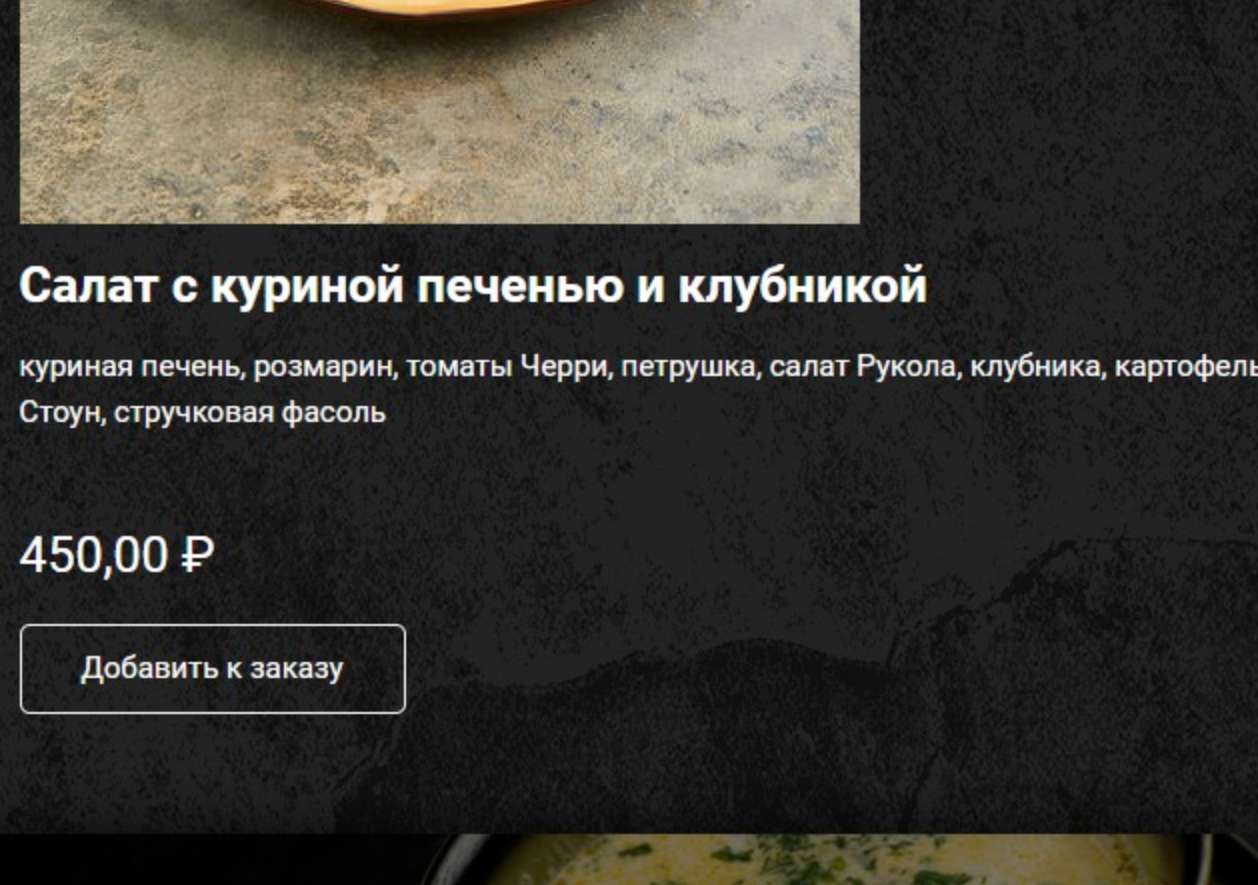 Салат с куриной печенью и клубникой
куриная печень, розмарин, томаты Черри, петрушка, салат Рукола, клубника, картофель
Стоун, стручковая фасоль
450,00 ₽
Добавить к заказу